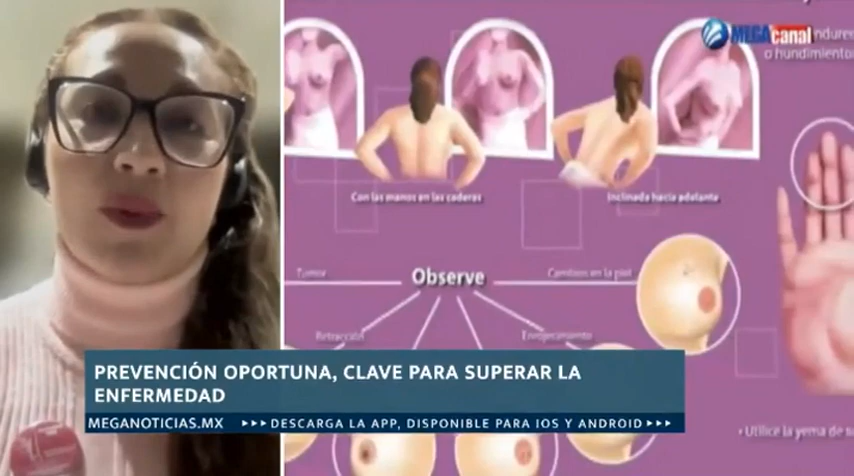 MEGAcanal
o hundimiento
Con las manos en las caderas
Inclinada hacia adelante
Tumor
Observe
Cambios en la piel
Retracción
Enrojecimiento
PREVENCIÓN OPORTUNA, CLAVE PARA SUPERAR LA
ENFERMEDAD
MEGANOTICIAS.MX ►►►DESCARGA LA APP, DISPONIBLE PARA IOS Y ANDROID►►►
• Utilice la yema de